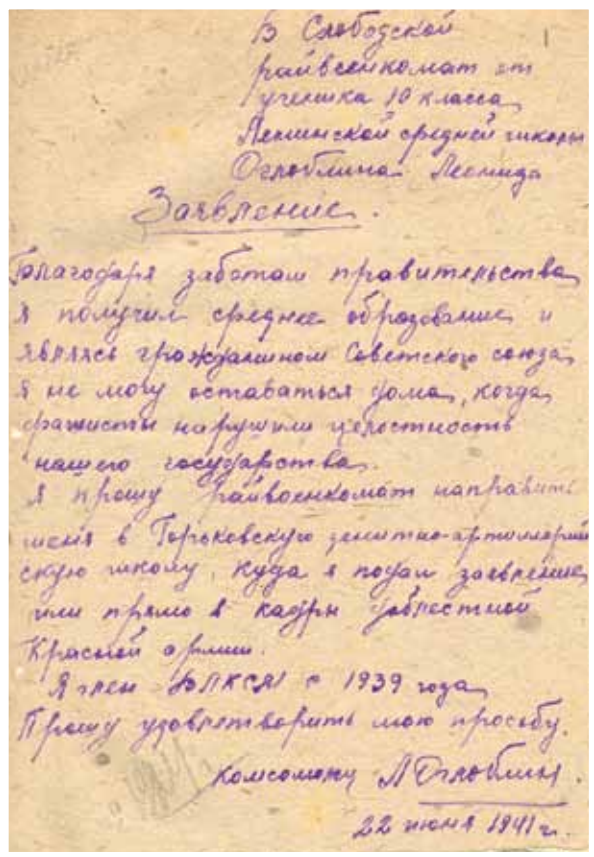 В Слободской
райвоенкомат от
ученика 10 класса
Ленинской средней школы
Оглоблина Леонида
Заявление.
Благодаря заботам правительства
я получил среднее образование и
являясь гражданином Советского союза,
я не могу оставаться дома, когда
фашисты нарушили целостность
нашего государства.
Я прошу райвоенкомат направить
меня в Горьковскую зенитно-артиллерий
скую школу, куда я подал заявление,
или прямо в кадры доблестной
Красной армии.
Я член ВЛКСМ с 1939 года
Прошу удовлетворить мою просьбу.
комсомолец Л Оглоблин.
22 июня 1941 г.